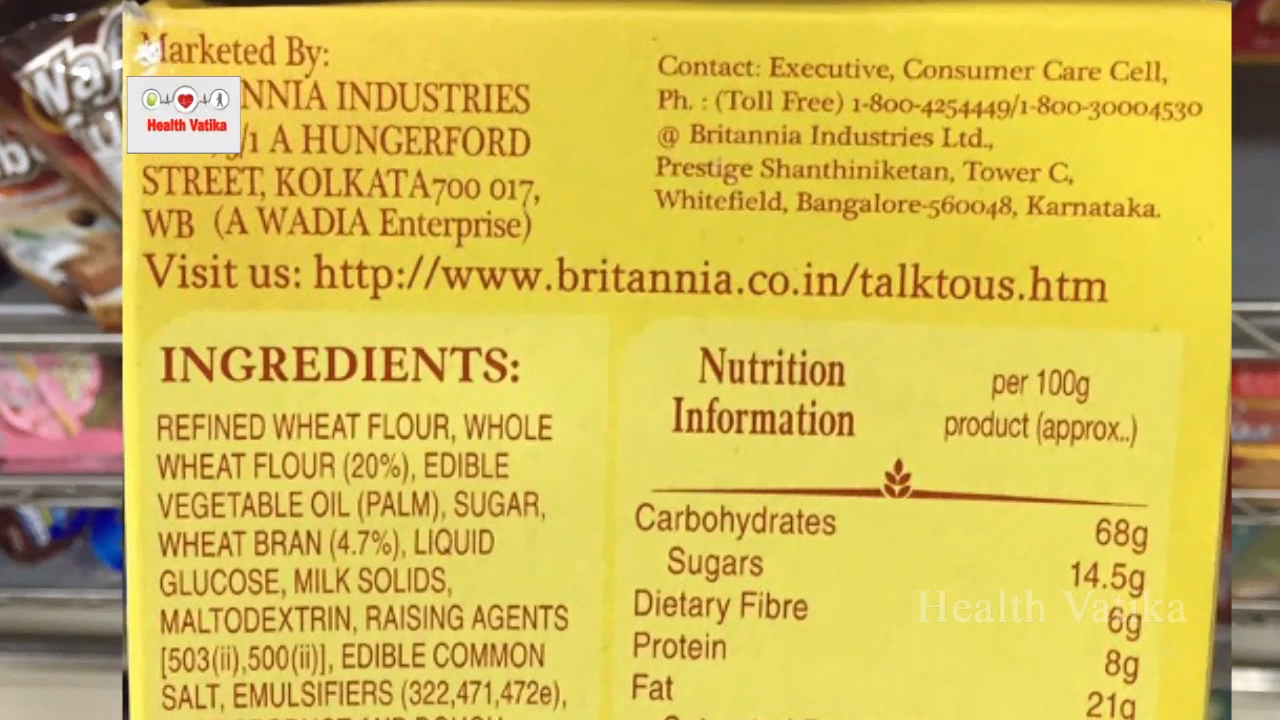 Marketed By:
INDUSTRIES
A HUNGERFORD
STREET, KOLKATA700 017,
WB (A WADIA Enterprise)
Contact: Executive, Consumer Care Cell,
Ph. : (Toll Free) 1-800-4254449/1-800-30004530
@ Britannia Industries Ltd.,
Prestige Shanthiniketan, Tower C,
Whitefield, Bangalore-560048, Karnataka.
Health Vatika
Visit us: http://www.britannia.co.in/talktous.htm
INGREDIENTS:
REFINED WHEAT FLOUR, WHOLE
WHEAT FLOUR (20%), EDIBLE
VEGETABLE OIL (PALM), SUGAR,
WHEAT BRAN (4.7%), LIQUID
GLUCOSE, MILK SOLIDS,
MALTODEXTRIN, RAISING AGENTS
[503(ii),500(ii)], EDIBLE COMMON
SALT, EMULSIFIERS (322,471,472e),
Nutrition
Information
per 100g
product (approx..)
Carbohydrates 68g
Sugars 14.5g
Dietary Fibre 6g
Protein 8g
Fat 21g
Health Vatika